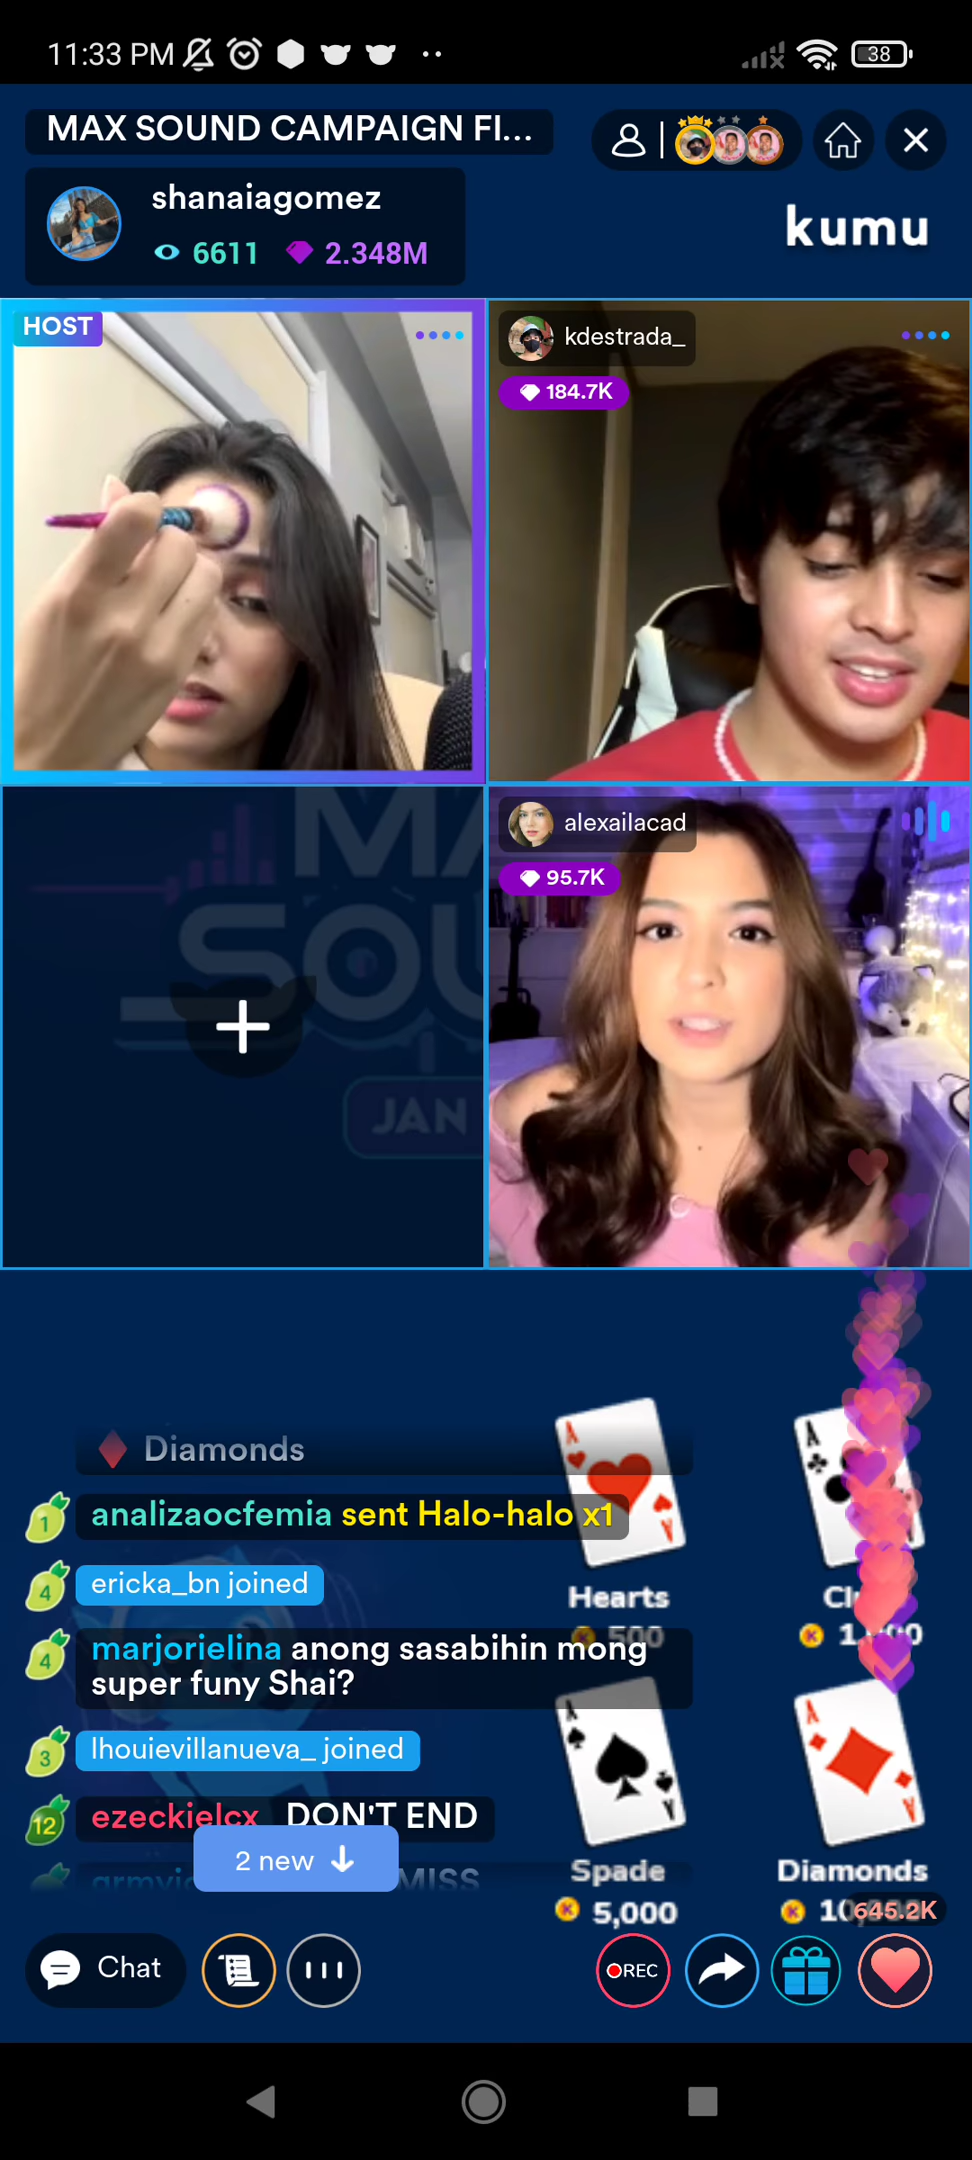 11:33 PM
38
MAX SOUND CAMPAIGN FI...
shanaiagomez
6611 2.348M
kumu
HOST
kdestrada_
184.7K
alexailacad
95.7K
JAN
Diamonds
analizaocfemia sent Halo-halo x1
ericka_bn joined
marjorielina anong sasabihin mong
super funy Shai?
lhouievillanueva_ joined
ezeckielcx DON'T END
MISS
2 new
1
4
4
3
12
A
A
Hearts
500
A
A
Spade
5,000
A
A
Diamonds
645.2K
Chat
REC